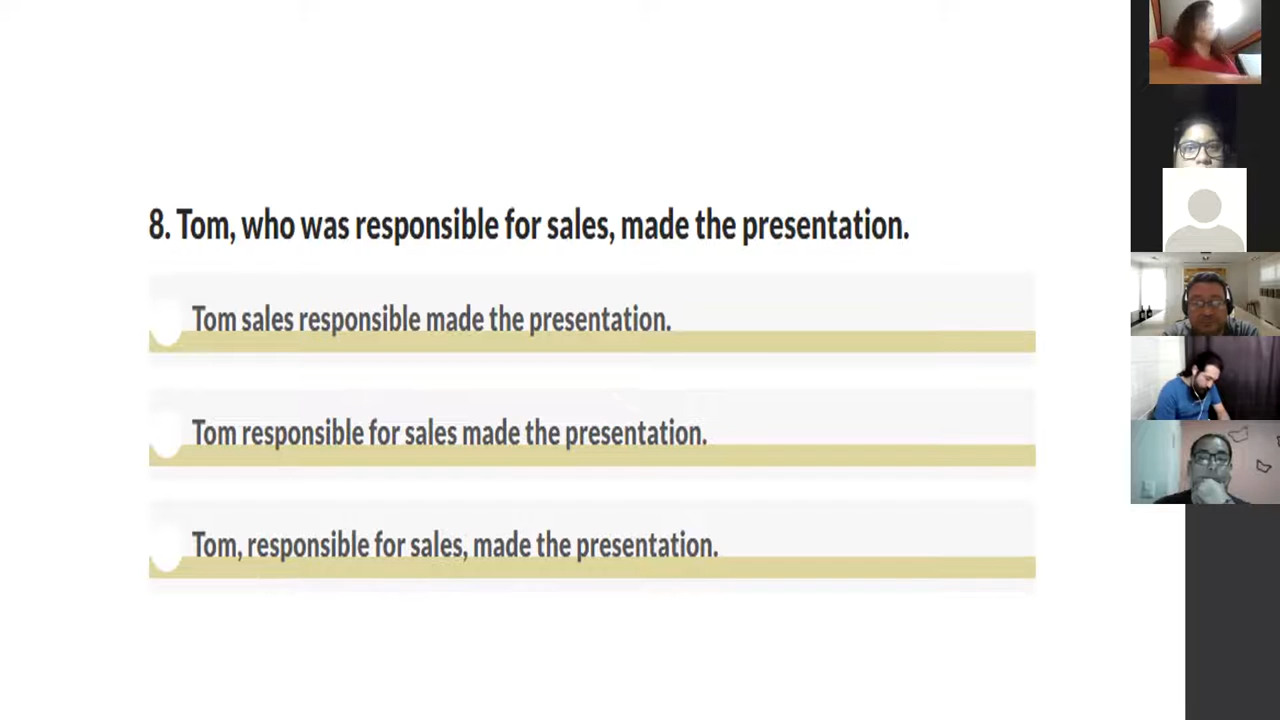 8. Tom, who was responsible for sales, made the presentation.
Tom sales responsible made the presentation.
Tom responsible for sales made the presentation.
Tom, responsible for sales, made the presentation.